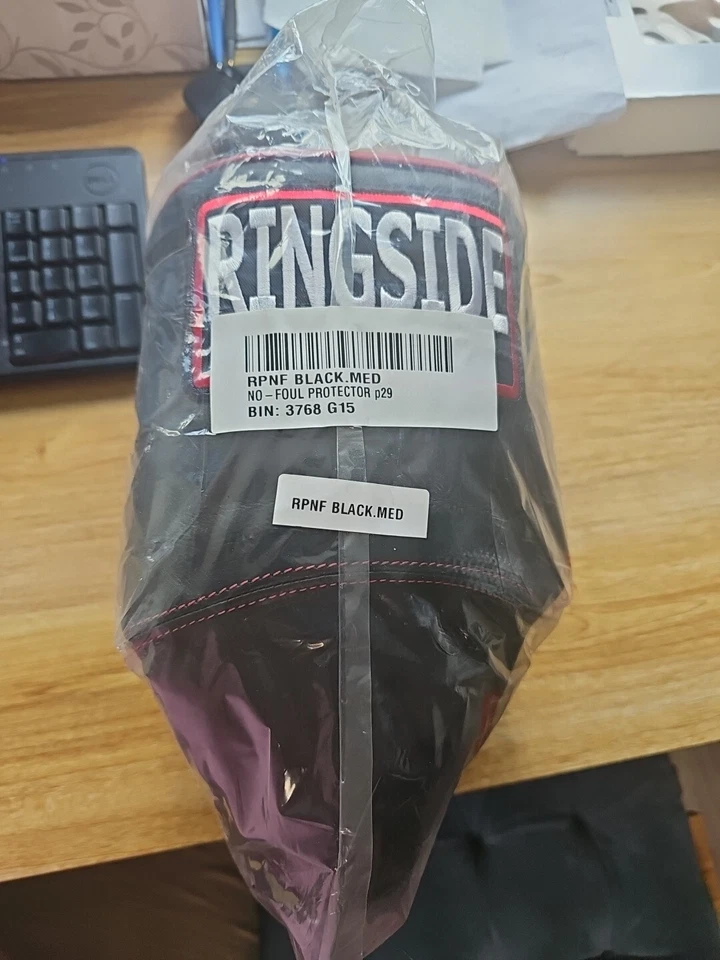 RINGSIDE
RPNF BLACK.MED
NO-FOUL PROTECTOR p29
BIN: 3768 G15
RPNF BLACK.MED